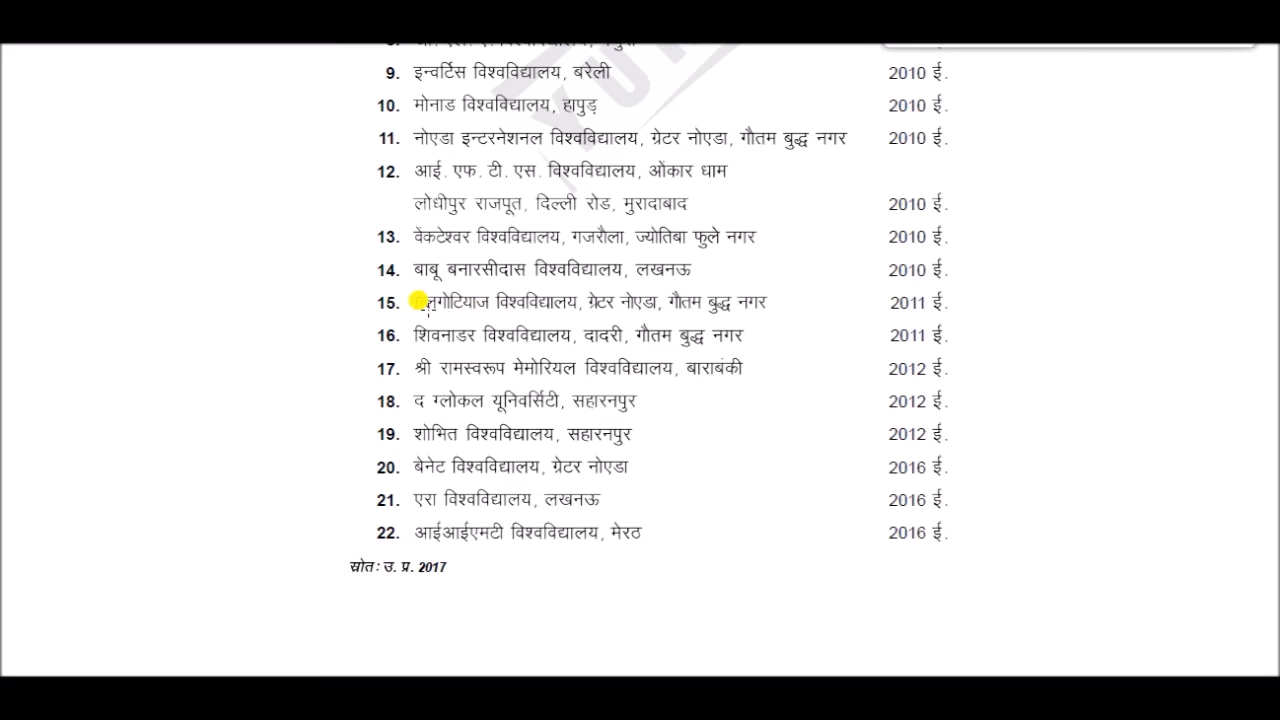 9. इन्वर्टिस विश्वविद्यालय, बरेली 2010 ई.
10. मोनाड विश्वविद्यालय, हापुड़ 2010 ई.
11. नोएडा इन्टरनेशनल विश्वविद्यालय, ग्रेटर नोएडा, गौतम बुद्ध नगर 2010 ई.
12. आई. एफ. टी. एस. विश्वविद्यालय, ओंकार धाम
लोधीपुर राजपूत, दिल्ली रोड, मुरादाबाद 2010 ई.
13. वेंकटेश्वर विश्वविद्यालय, गजरौला, ज्योतिबा फुले नगर 2010 ई.
14. बाबू बनारसीदास विश्वविद्यालय, लखनऊ 2010 ई.
15. विश्वविद्यालय, ग्रेटर नोएडा, गौतम बुद्ध नगर 2011 ई.
16. शिवनाडर विश्वविद्यालय, दादरी, गौतम बुद्ध नगर 2011 ई.
17. श्री रामस्वरूप मेमोरियल विश्वविद्यालय, बाराबंकी 2012 ई.
18. द ग्लोकल यूनिवर्सिटी, सहारनपुर 2012 ई.
19. शोभित विश्वविद्यालय, सहारनपुर 2012 ई.
20. बेनेट विश्वविद्यालय, ग्रेटर नोएडा 2016 ई.
21. एरा विश्वविद्यालय, लखनऊ 2016 ई.
22. आईआईएमटी विश्वविद्यालय, मेरठ 2016 ई.
स्रोत: उ. प्र. 2017